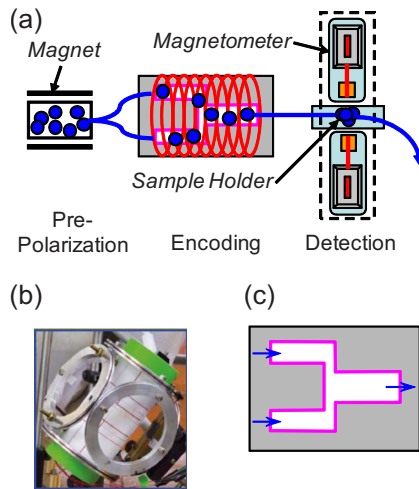 (a)
Magnet
Magnetometer
Sample Holder
Pre-
Polarization
Encoding
Detection
(b)
(c)